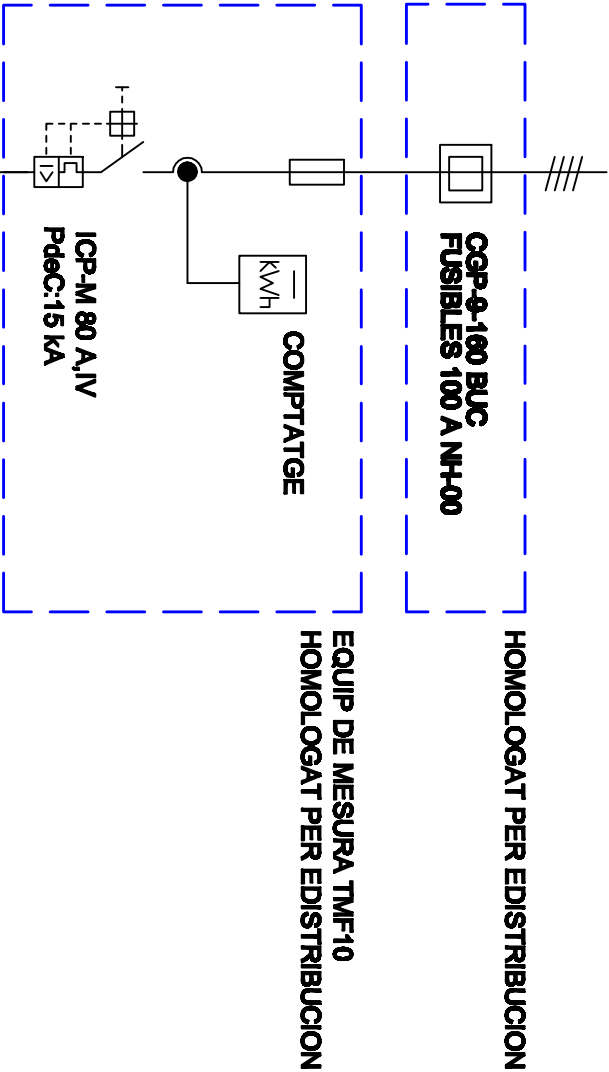 HOMOLOGAT PER EDISTRIBUCION
CGP-9-160 BUC
FUSIBLES 100 A NH-00
EQUIP DE MESURA TMF10
HOMOLOGAT PER EDISTRIBUCION
COMPTATGE
kWh
ICP-M 80 A,IV
PdeC:15 kA
I>